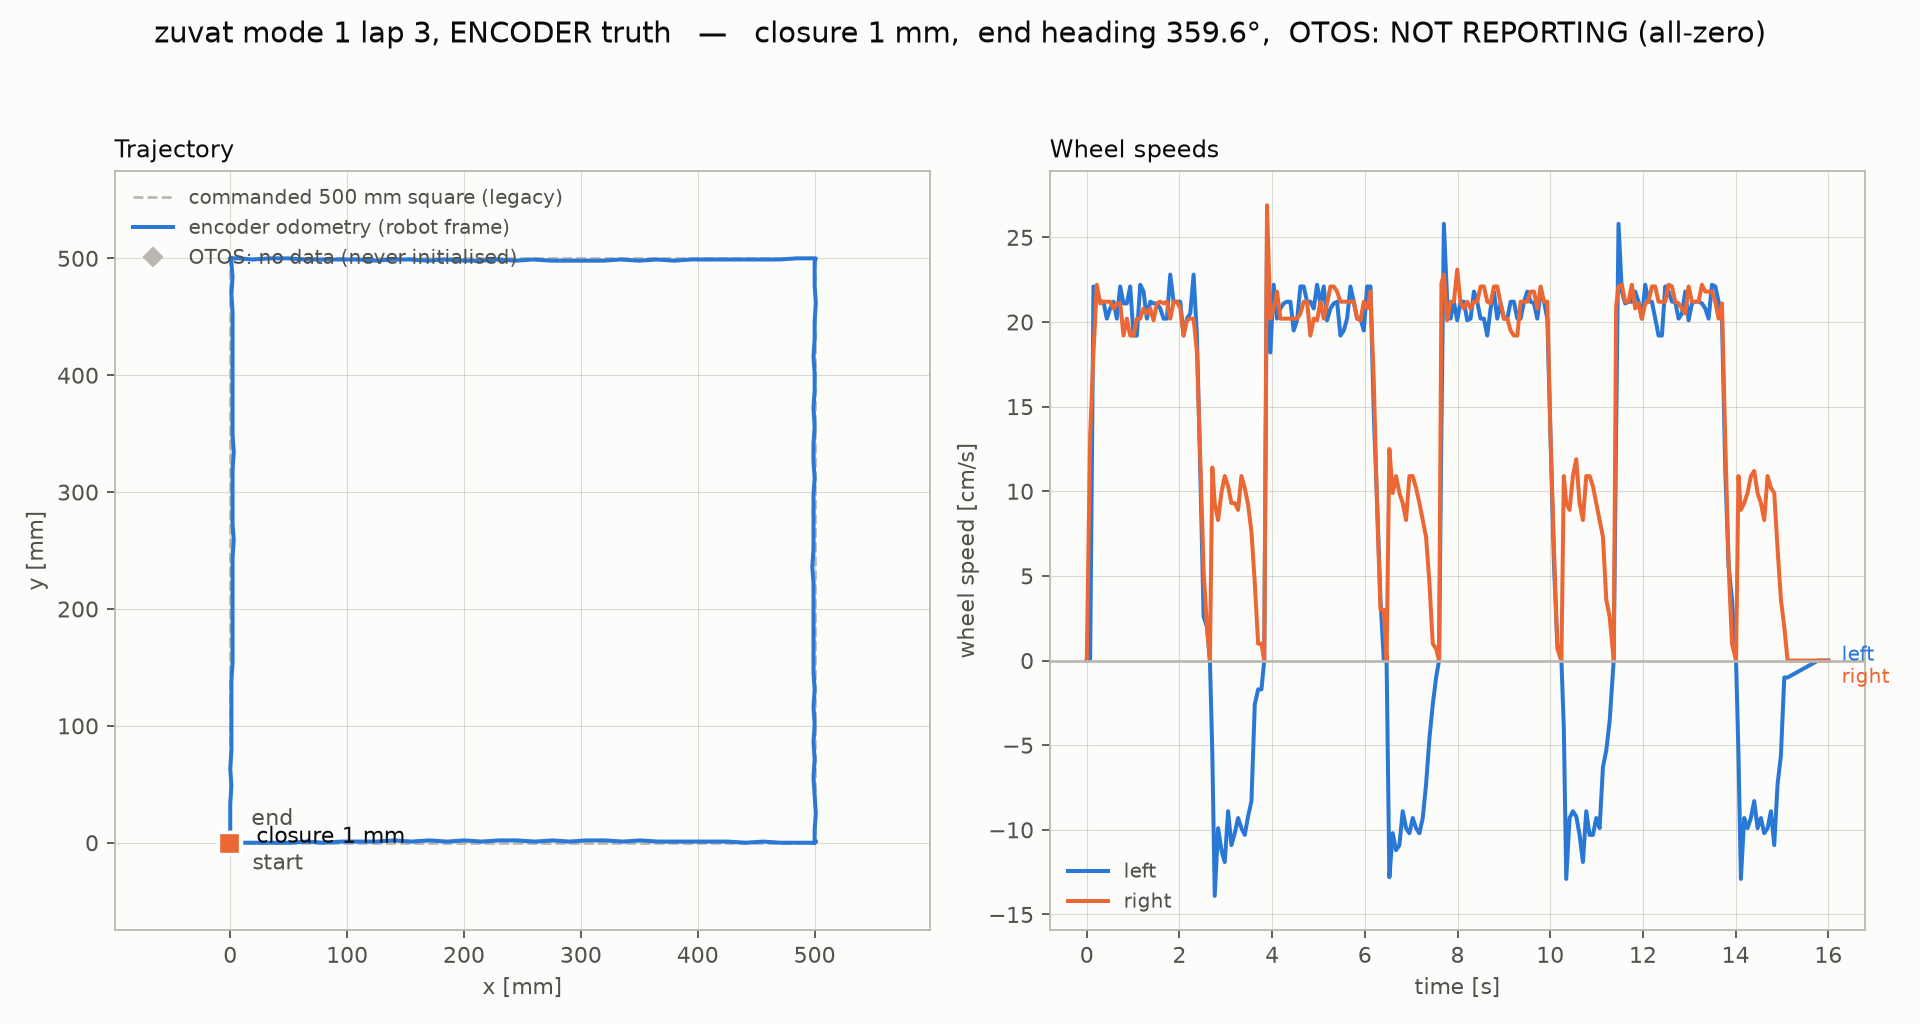 zuvat mode 1 lap 3, ENCODER truth — closure 1 mm, end heading 359.6°, OTOS: NOT REPORTING (all-zero)
Trajectory
commanded 500 mm square (legacy)
encoder odometry (robot frame)
OTOS: no data (never initialised)
500
400
300
200
100
0
y [mm]
end
closure 1 mm
start
0 100 200 300 400 500
x [mm]
Wheel speeds
25
20
15
10
5
0
−5
−10
−15
wheel speed [cm/s]
left
right
left
right
0 2 4 6 8 10 12 14 16
time [s]